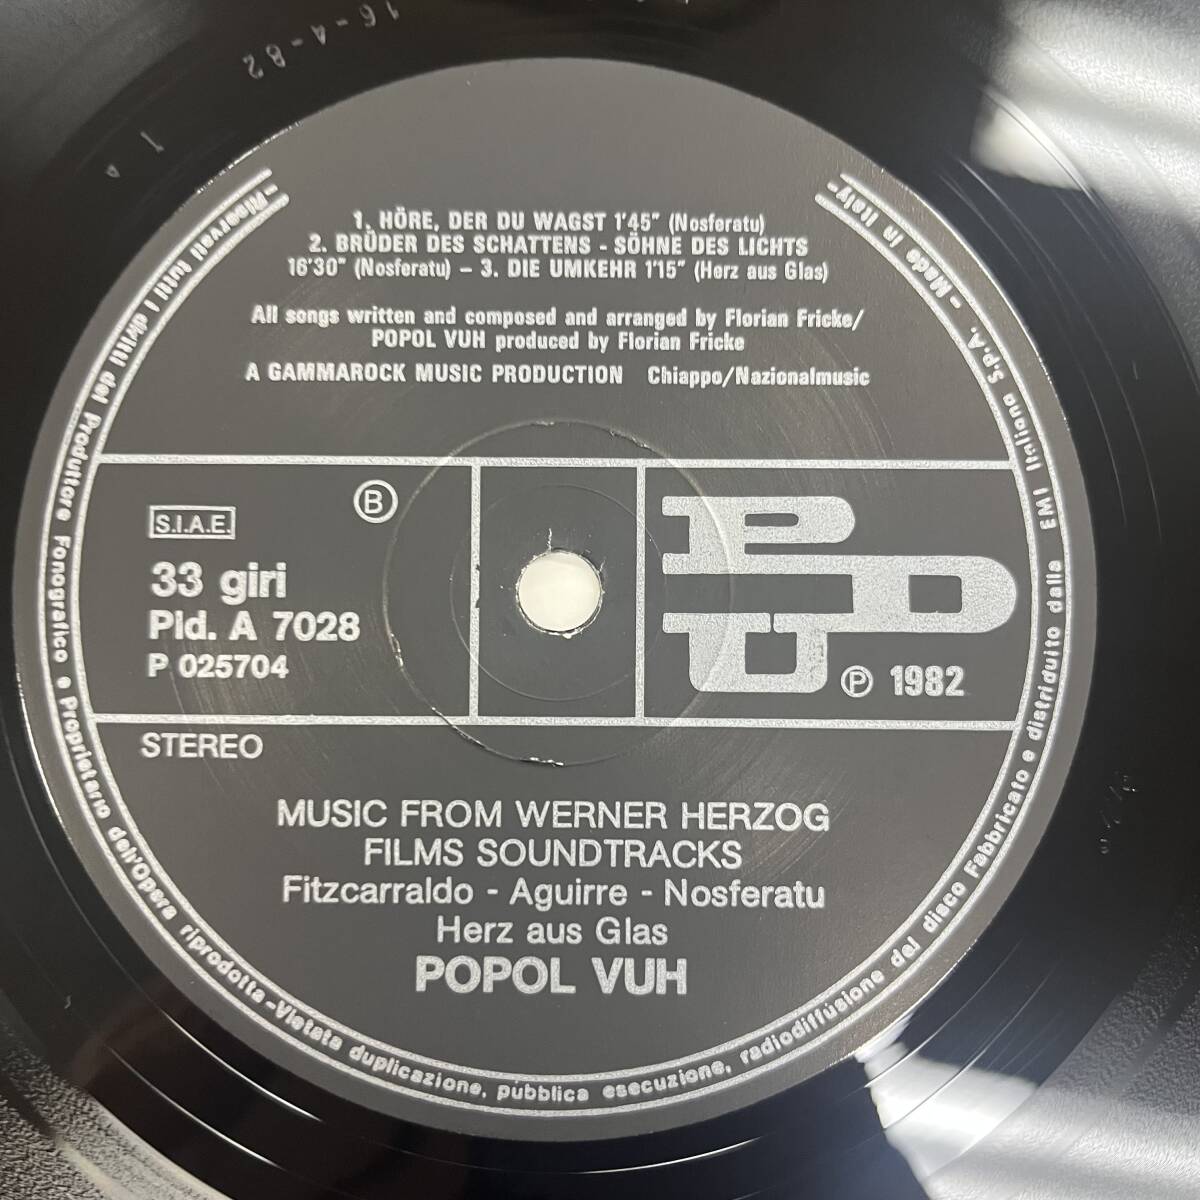 16-4-82
1. HÖRE, DER DU WAGST 1'45" (Nosferatu)
2. BRÜDER DES SCHATTENS - SÖHNE DES LICHTS
16'30" (Nosferatu) – 3. DIE UMKEHR 1'15" (Herz aus Glas)
All songs written and composed and arranged by Florian Fricke/
POPOL VUH produced by Florian Fricke
A GAMMAROCK MUSIC PRODUCTION Chiappo/Nazionalmusic
S.I.A.E.
B
33 giri
Pld. A 7028
P 025704
PDU
℗ 1982
STEREO
MUSIC FROM WERNER HERZOG
FILMS SOUNDTRACKS
Fitzcarraldo - Aguirre - Nosferatu
Herz aus Glas
POPOL VUH
- Riservati tutti i diritti del Produttore Fonografico e Proprietario dell'Opera riprodotta - Vietata duplicazione, pubblica esecuzione, radiodiffusione del disco Fabbricato e distribuito dalla EMI Italiana S.p.A. - Made in Italy -